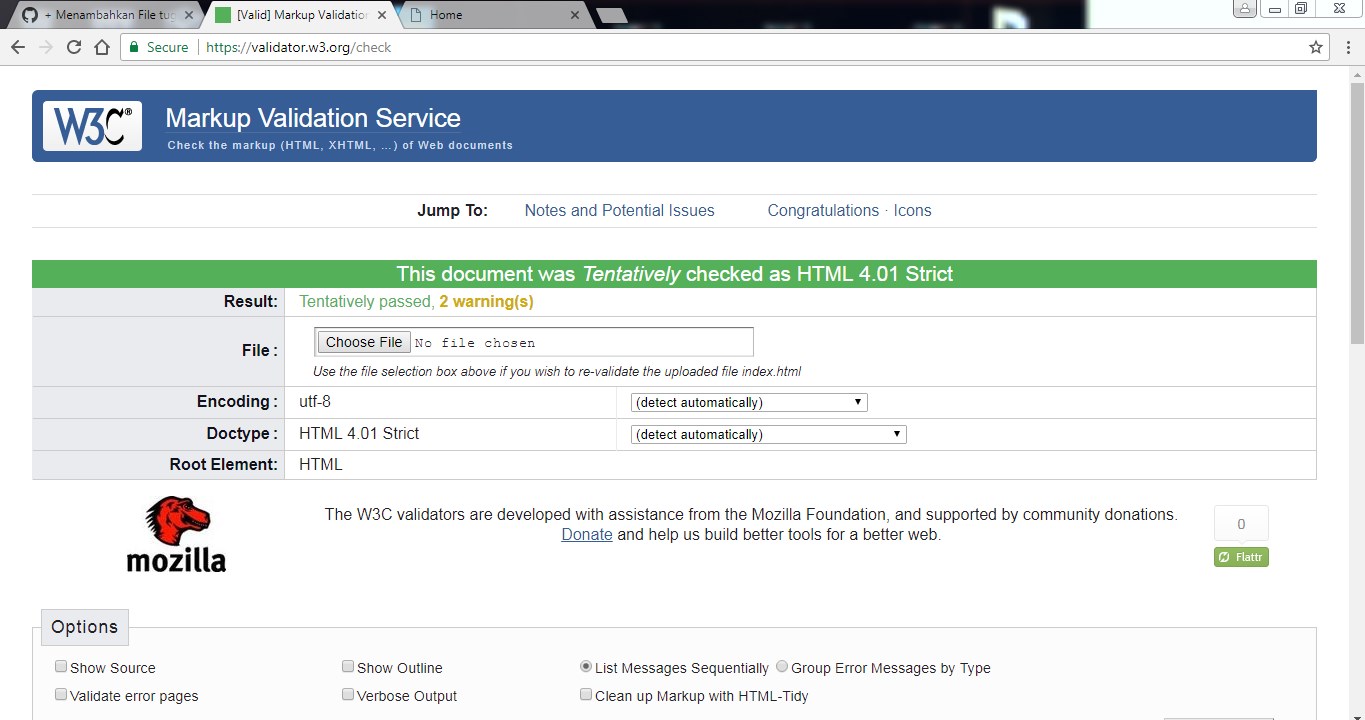 + Menambahkan File tug
[Valid] Markup Validation
Home
Secure
https://validator.w3.org/check
W3C®
Markup Validation Service
Check the markup (HTML, XHTML, …) of Web documents
Jump To: Notes and Potential Issues Congratulations · Icons
This document was Tentatively checked as HTML 4.01 Strict
Result: Tentatively passed, 2 warning(s)
File : Choose File No file chosen
Use the file selection box above if you wish to re-validate the uploaded file index.html
Encoding : utf-8 (detect automatically)
Doctype : HTML 4.01 Strict (detect automatically)
Root Element: HTML
mozilla
The W3C validators are developed with assistance from the Mozilla Foundation, and supported by community donations.
Donate and help us build better tools for a better web.
0
Flattr
Options
Show Source Show Outline List Messages Sequentially Group Error Messages by Type
Validate error pages Verbose Output Clean up Markup with HTML-Tidy